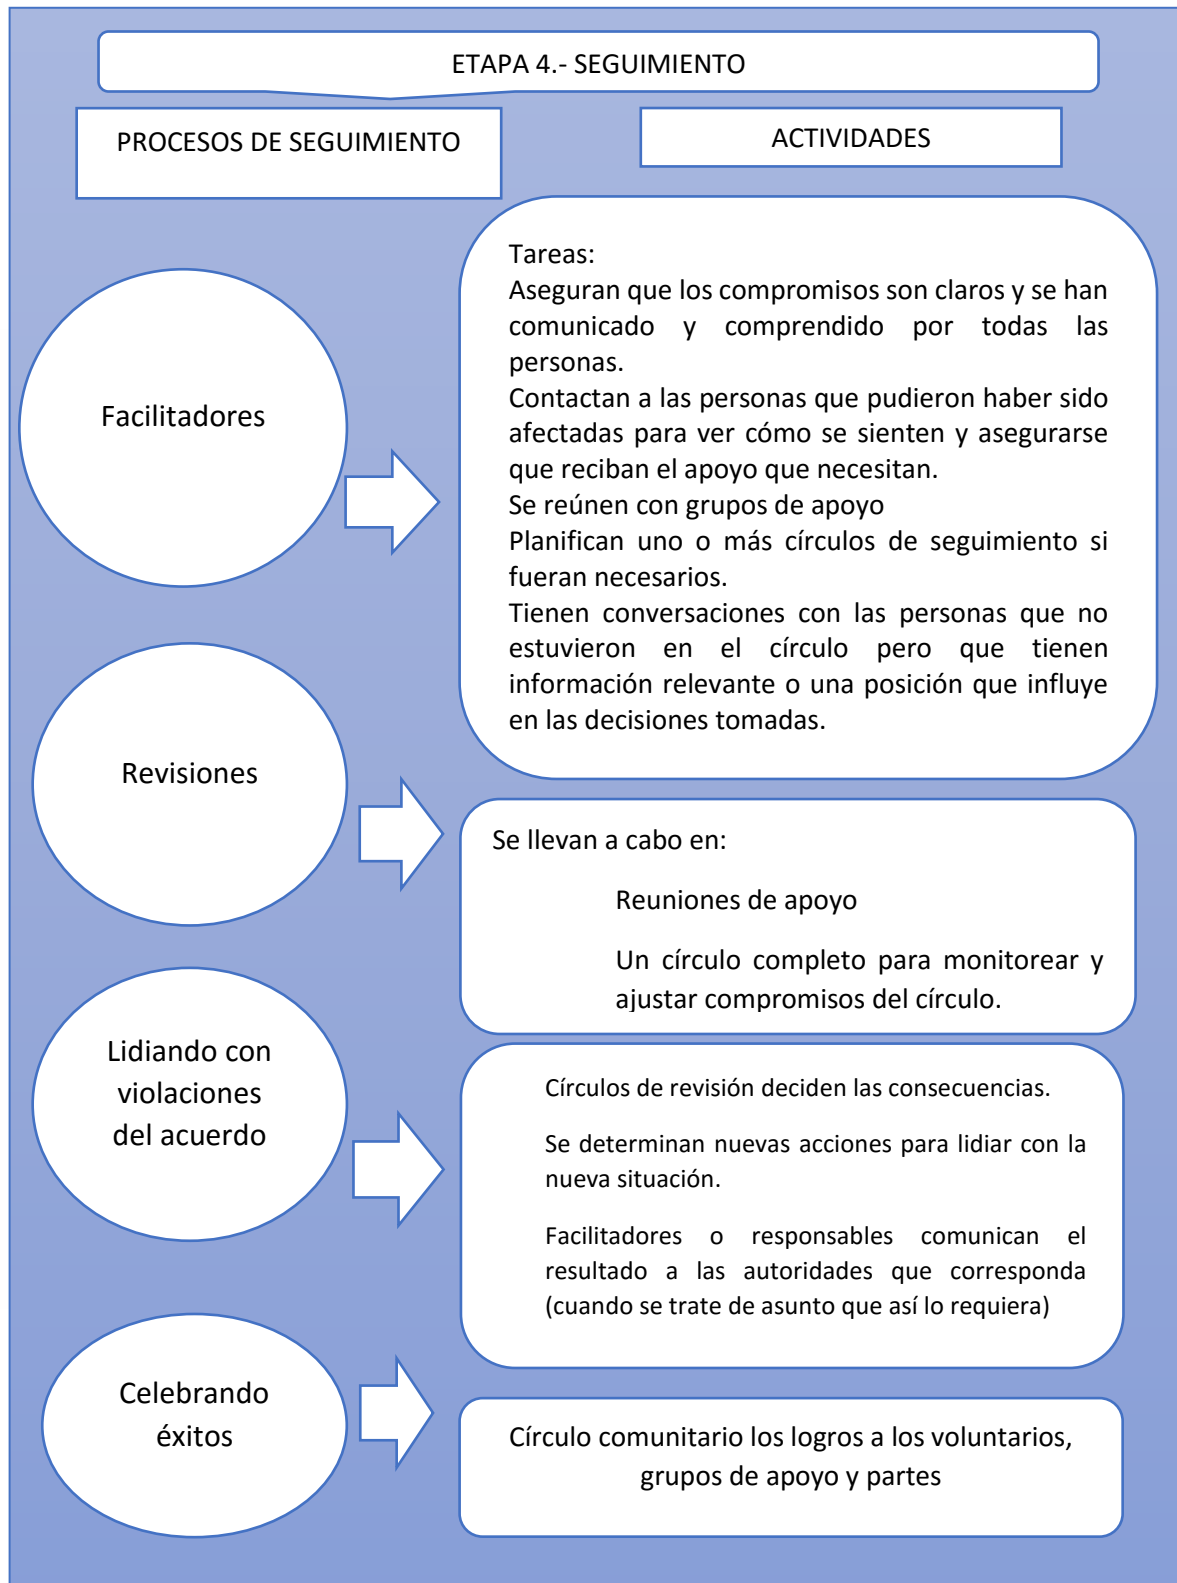 ETAPA 4.- SEGUIMIENTO
PROCESOS DE SEGUIMIENTO
ACTIVIDADES
Facilitadores
Tareas:
Aseguran que los compromisos son claros y se han
comunicado y comprendido por todas las
personas.
Contactan a las personas que pudieron haber sido
afectadas para ver cómo se sienten y asegurarse
que reciban el apoyo que necesitan.
Se reúnen con grupos de apoyo
Planifican uno o más círculos de seguimiento si
fueran necesarios.
Tienen conversaciones con las personas que no
estuvieron en el círculo pero que tienen
información relevante o una posición que influye
en las decisiones tomadas.
Revisiones
Se llevan a cabo en:
Reuniones de apoyo
Un círculo completo para monitorear y
ajustar compromisos del círculo.
Lidiando con
violaciones
del acuerdo
Círculos de revisión deciden las consecuencias.
Se determinan nuevas acciones para lidiar con la
nueva situación.
Facilitadores o responsables comunican el
resultado a las autoridades que corresponda
(cuando se trate de asunto que así lo requiera)
Celebrando
éxitos
Círculo comunitario los logros a los voluntarios,
grupos de apoyo y partes